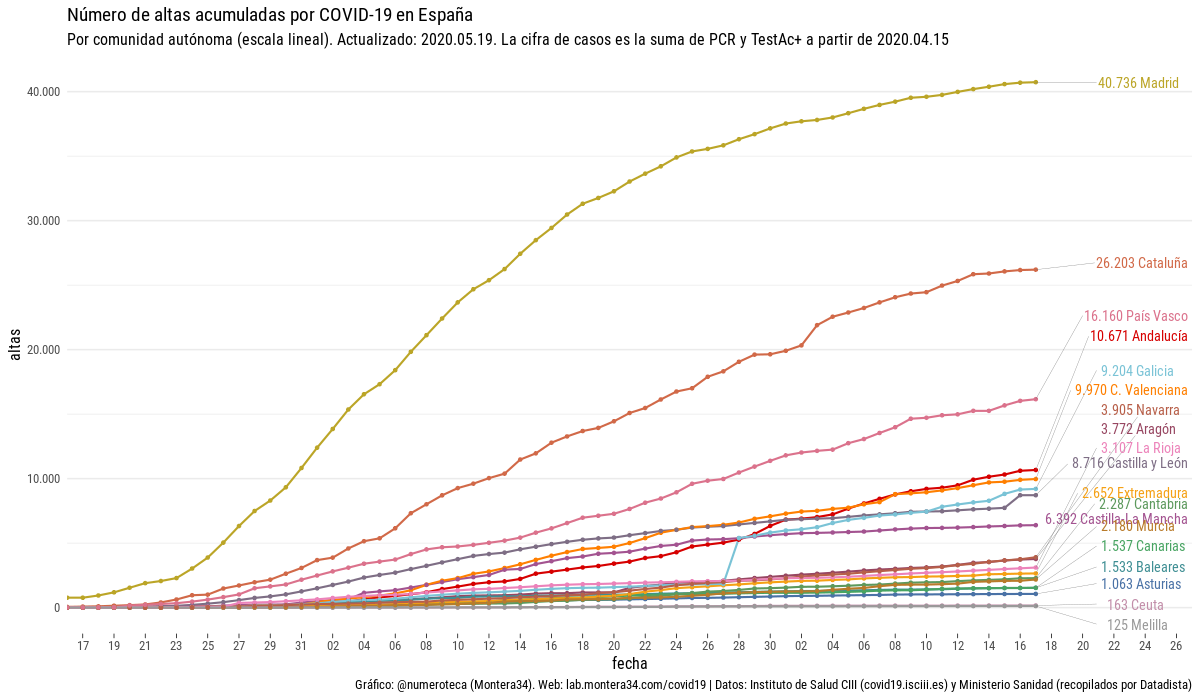 Número de altas acumuladas por COVID-19 en España
Por comunidad autónoma (escala lineal). Actualizado: 2020.05.19. La cifra de casos es la suma de PCR y TestAc+ a partir de 2020.04.15
altas
40.000
30.000
20.000
10.000
0
40.736 Madrid
26.203 Cataluña
16.160 País Vasco
10.671 Andalucía
9.204 Galicia
9.970 C. Valenciana
3.905 Navarra
3.772 Aragón
3.107 La Rioja
8.716 Castilla y León
2.652 Extremadura
2.287 Cantabria
6.392 Castilla-La Mancha
2.180 Murcia
1.537 Canarias
1.533 Baleares
1.063 Asturias
163 Ceuta
125 Melilla
17 19 21 23 25 27 29 31 02 04 06 08 10 12 14 16 18 20 22 24 26 28 30 02 04 06 08 10 12 14 16 18 20 22 24 26
fecha
Gráfico: @numeroteca (Montera34). Web: lab.montera34.com/covid19 | Datos: Instituto de Salud CIII (covid19.isciii.es) y Ministerio Sanidad (recopilados por Datadista)